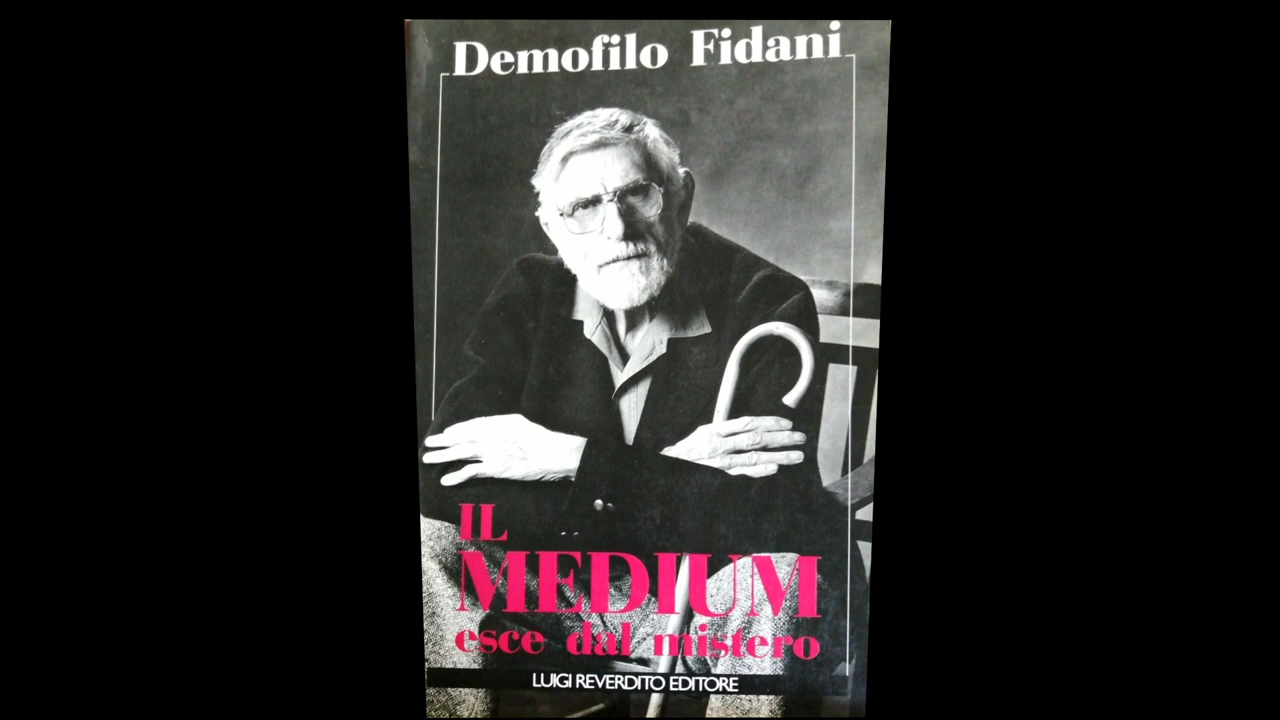 Demofilo Fidani
IL
MEDIUM
esce dal mistero
LUIGI REVERDITO EDITORE